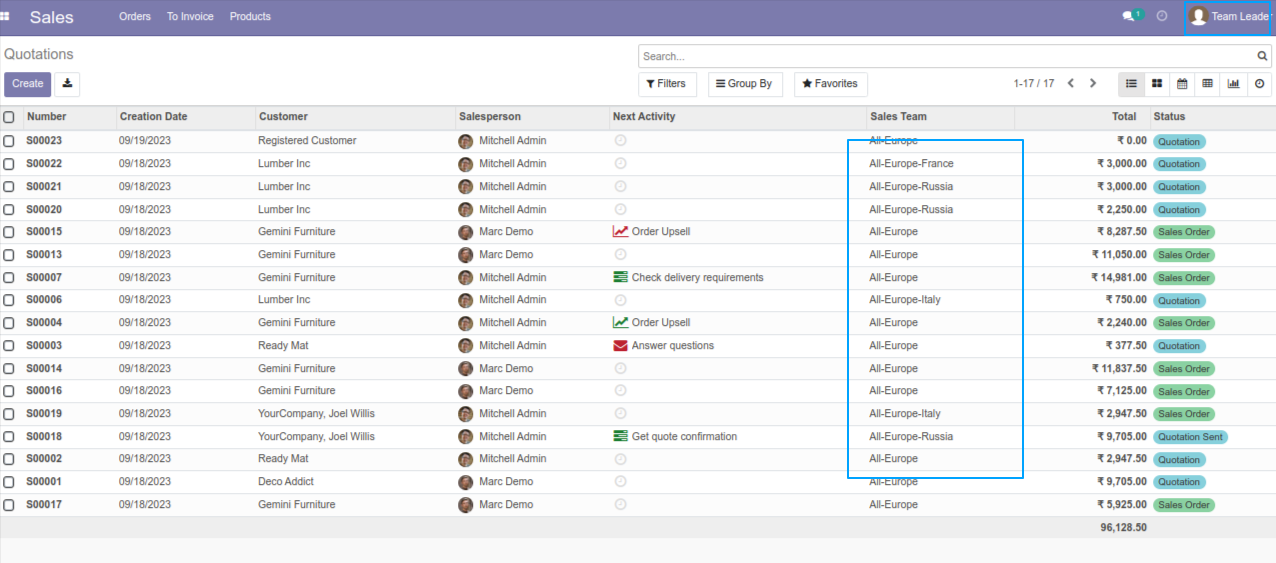 Sales Orders To Invoice Products 1 Team Leader
Quotations Search...
Create Filters Group By Favorites 1-17 / 17
Number Creation Date Customer Salesperson Next Activity Sales Team Total Status
S00023 09/19/2023 Registered Customer Mitchell Admin All-Europe ₹ 0.00 Quotation
S00022 09/18/2023 Lumber Inc Mitchell Admin All-Europe-France ₹ 3,000.00 Quotation
S00021 09/18/2023 Lumber Inc Mitchell Admin All-Europe-Russia ₹ 3,000.00 Quotation
S00020 09/18/2023 Lumber Inc Mitchell Admin All-Europe-Russia ₹ 2,250.00 Quotation
S00015 09/18/2023 Gemini Furniture Marc Demo Order Upsell All-Europe ₹ 8,287.50 Sales Order
S00013 09/18/2023 Gemini Furniture Marc Demo All-Europe ₹ 11,050.00 Sales Order
S00007 09/18/2023 Gemini Furniture Mitchell Admin Check delivery requirements All-Europe ₹ 14,981.00 Sales Order
S00006 09/18/2023 Lumber Inc Mitchell Admin All-Europe-Italy ₹ 750.00 Quotation
S00004 09/18/2023 Gemini Furniture Mitchell Admin Order Upsell All-Europe ₹ 2,240.00 Sales Order
S00003 09/18/2023 Ready Mat Mitchell Admin Answer questions All-Europe ₹ 377.50 Quotation
S00014 09/18/2023 Gemini Furniture Marc Demo All-Europe ₹ 11,837.50 Sales Order
S00016 09/18/2023 Gemini Furniture Marc Demo All-Europe ₹ 7,125.00 Sales Order
S00019 09/18/2023 YourCompany, Joel Willis Mitchell Admin All-Europe-Italy ₹ 2,947.50 Sales Order
S00018 09/18/2023 YourCompany, Joel Willis Mitchell Admin Get quote confirmation All-Europe-Russia ₹ 9,705.00 Quotation Sent
S00002 09/18/2023 Ready Mat Mitchell Admin All-Europe ₹ 2,947.50 Quotation
S00001 09/18/2023 Deco Addict Marc Demo All-Europe ₹ 9,705.00 Quotation
S00017 09/18/2023 Gemini Furniture Marc Demo All-Europe ₹ 5,925.00 Sales Order
96,128.50